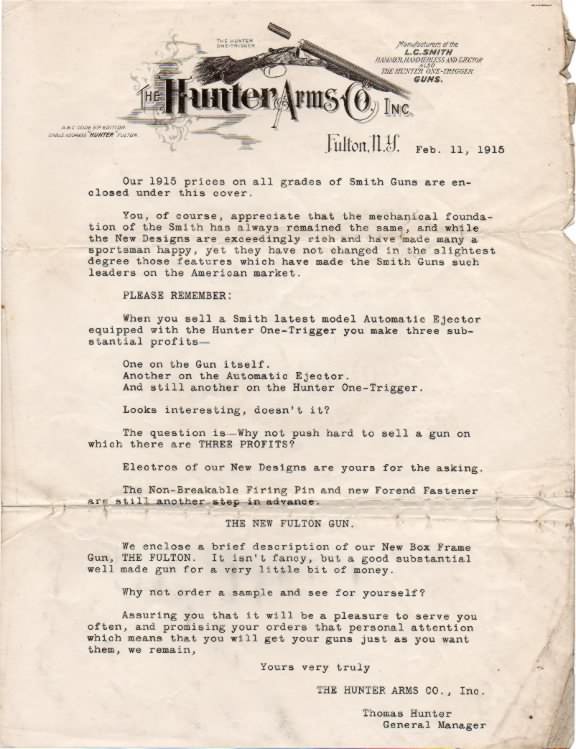 THE HUNTER
ONE-TRIGGER
Manufacturers of the
L.C. SMITH
HAMMER, HAMMERLESS AND EJECTOR
ALSO
THE HUNTER ONE-TRIGGER
GUNS.
THE Hunter Arms Co. INC.
A.B.C. CODE 5TH EDITION
CABLE ADDRESS "HUNTER" FULTON.
Fulton, N.Y. Feb. 11, 1915
Our 1915 prices on all grades of Smith Guns are en-
closed under this cover.
You, of course, appreciate that the mechanical founda-
tion of the Smith has always remained the same, and while
the New Designs are exceedingly rich and have made many a
sportsman happy, yet they have not changed in the slightest
degree those features which have made the Smith Guns such
leaders on the American market.
PLEASE REMEMBER:
When you sell a Smith latest model Automatic Ejector
equipped with the Hunter One-Trigger you make three sub-
stantial profits—
One on the Gun itself.
Another on the Automatic Ejector.
And still another on the Hunter One-Trigger.
Looks interesting, doesn't it?
The question is—Why not push hard to sell a gun on
which there are THREE PROFITS?
Electros of our New Designs are yours for the asking.
The Non-Breakable Firing Pin and new Forend Fastener
are still another step in advance.
THE NEW FULTON GUN.
We enclose a brief description of our New Box Frame
Gun, THE FULTON. It isn't fancy, but a good substantial
well made gun for a very little bit of money.
Why not order a sample and see for yourself?
Assuring you that it will be a pleasure to serve you
often, and promising your orders that personal attention
which means that you will get your guns just as you want
them, we remain,
Yours very truly
THE HUNTER ARMS CO., Inc.
Thomas Hunter
General Manager